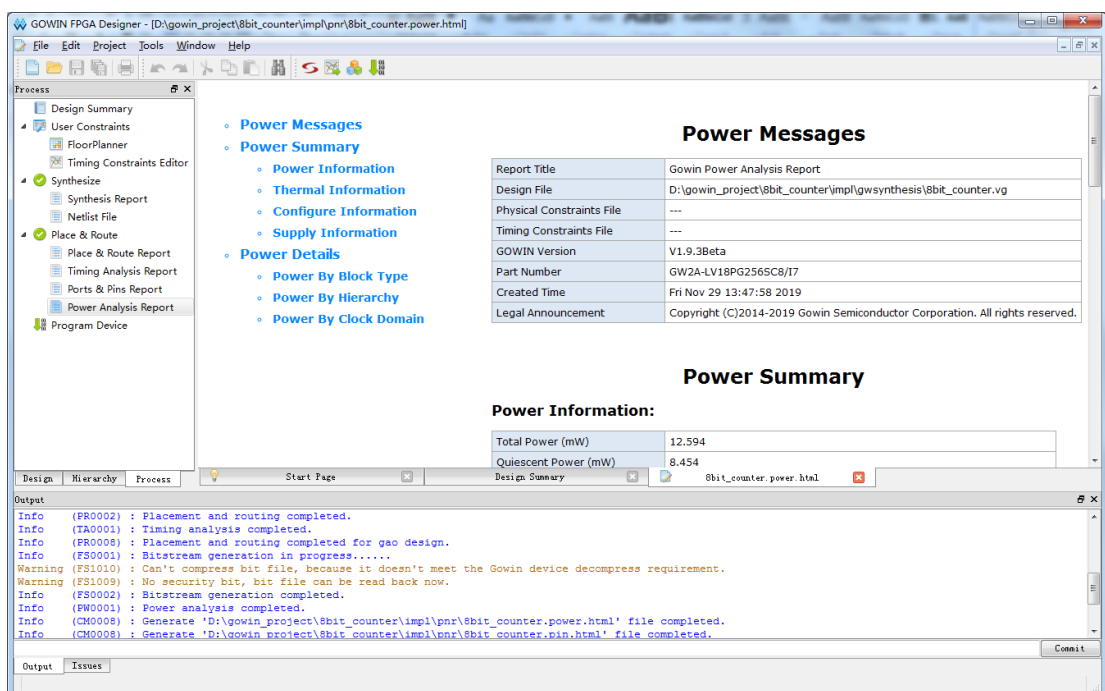 GOWIN FPGA Designer - [D:\gowin_project\8bit_counter\impl\pnr\8bit_counter.power.html]
File Edit Project Tools Window Help
Process
Design Summary
User Constraints
FloorPlanner
Timing Constraints Editor
Synthesize
Synthesis Report
Netlist File
Place & Route
Place & Route Report
Timing Analysis Report
Ports & Pins Report
Power Analysis Report
Program Device
Design Hierarchy Process
Power Messages
Power Summary
Power Information
Thermal Information
Configure Information
Supply Information
Power Details
Power By Block Type
Power By Hierarchy
Power By Clock Domain
Power Messages
Report Title Gowin Power Analysis Report
Design File D:\gowin_project\8bit_counter\impl\gwsynthesis\8bit_counter.vg
Physical Constraints File ---
Timing Constraints File ---
GOWIN Version V1.9.3Beta
Part Number GW2A-LV18PG256SC8/I7
Created Time Fri Nov 29 13:47:58 2019
Legal Announcement Copyright (C)2014-2019 Gowin Semiconductor Corporation. All rights reserved.
Power Summary
Power Information:
Total Power (mW) 12.594
Quiescent Power (mW) 8.454
Start Page Design Summary 8bit_counter.power.html
Output
Info (PR0002) : Placement and routing completed.
Info (TA0001) : Timing analysis completed.
Info (PR0008) : Placement and routing completed for gao design.
Info (FS0001) : Bitstream generation in progress......
Warning (FS1010) : Can't compress bit file, because it doesn't meet the Gowin device decompress requirement.
Warning (FS1009) : No security bit, bit file can be read back now.
Info (FS0002) : Bitstream generation completed.
Info (PW0001) : Power analysis completed.
Info (CM0008) : Generate 'D:\gowin_project\8bit_counter\impl\pnr\8bit_counter.power.html' file completed.
Info (CM0008) : Generate 'D:\gowin_project\8bit_counter\impl\pnr\8bit_counter.pin.html' file completed.
Commit
Output Issues